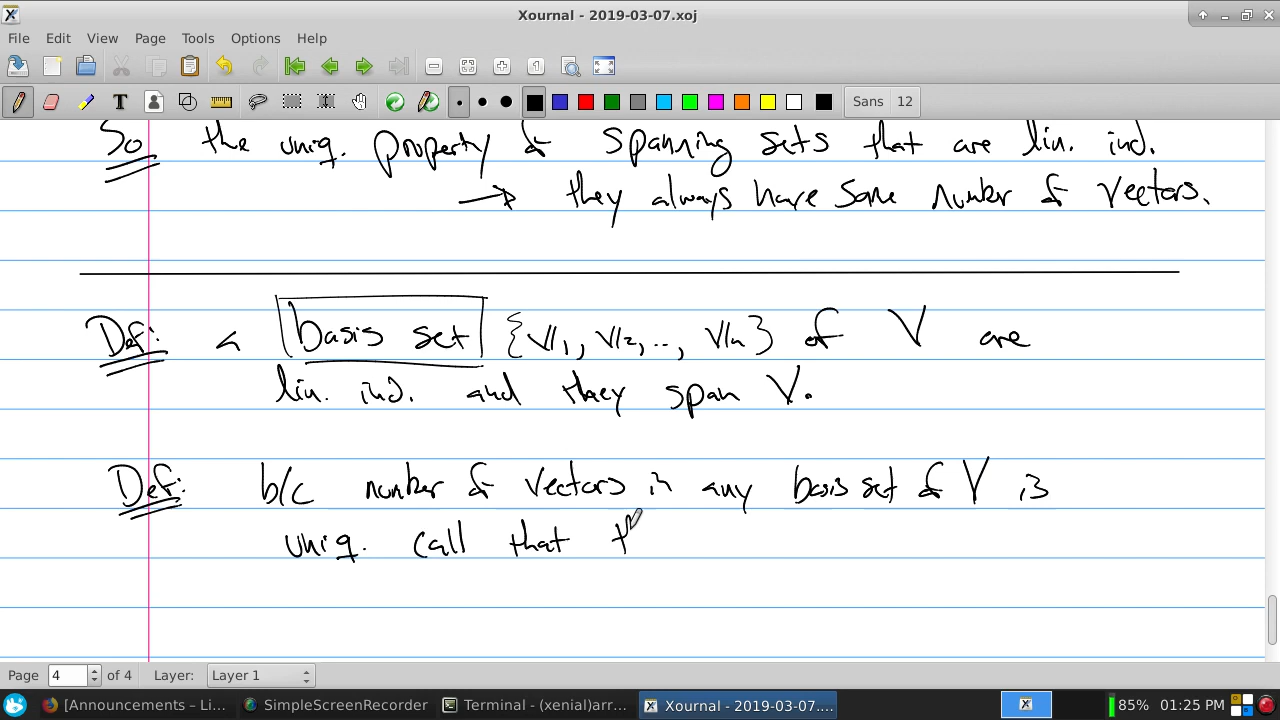 Xournal - 2019-03-07.xoj
File Edit View Page Tools Options Help
Sans 12
So the uniq. property of spanning sets that are lin. ind.
→ they always have same number of vectors.
Def: a basis set {V1, V2, .., Vn} of V are
lin. ind. and they span V.
Def: b/c number of vectors in any basis set of V is
uniq. call that t
Page 4 of 4 Layer: Layer 1
[Announcements – Li... SimpleScreenRecorder Terminal - (xenial)arr... Xournal - 2019-03-07.... 85% 01:25 PM